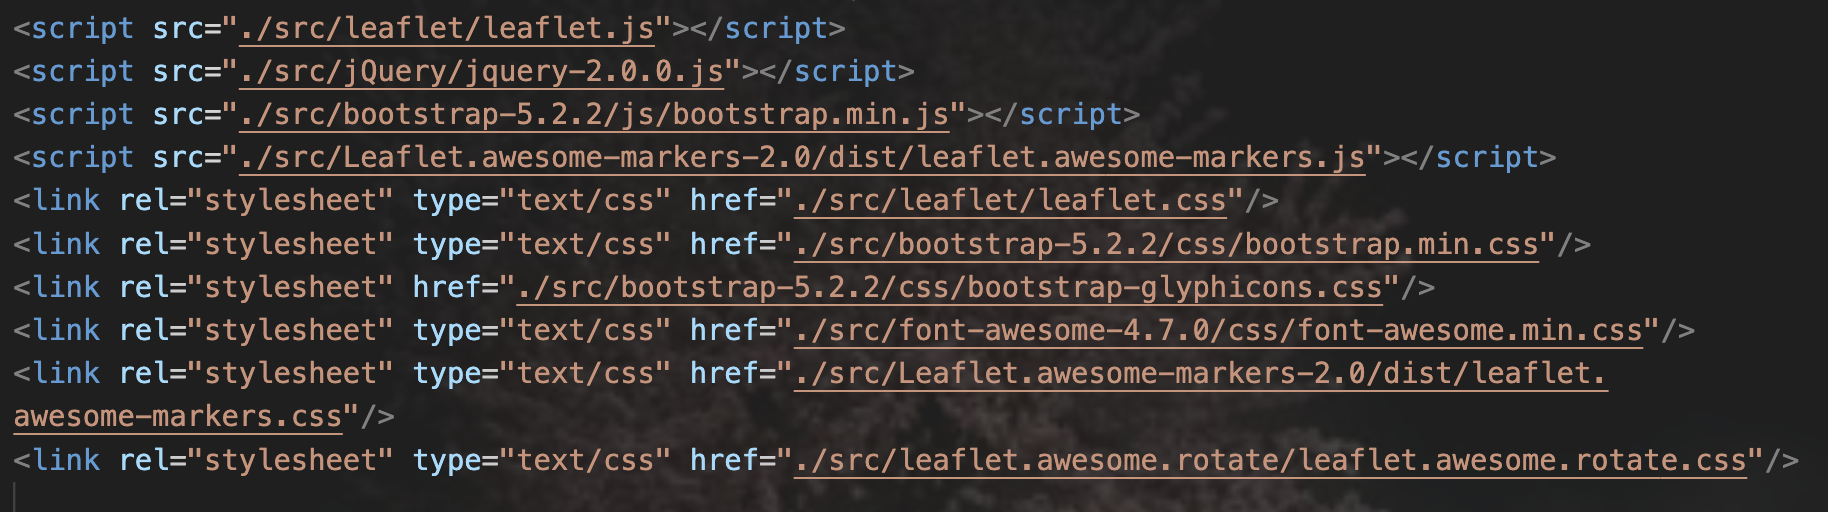 <script src="./src/leaflet/leaflet.js"></script>
<script src="./src/jQuery/jquery-2.0.0.js"></script>
<script src="./src/bootstrap-5.2.2/js/bootstrap.min.js"></script>
<script src="./src/Leaflet.awesome-markers-2.0/dist/leaflet.awesome-markers.js"></script>
<link rel="stylesheet" type="text/css" href="./src/leaflet/leaflet.css"/>
<link rel="stylesheet" type="text/css" href="./src/bootstrap-5.2.2/css/bootstrap.min.css"/>
<link rel="stylesheet" href="./src/bootstrap-5.2.2/css/bootstrap-glyphicons.css"/>
<link rel="stylesheet" type="text/css" href="./src/font-awesome-4.7.0/css/font-awesome.min.css"/>
<link rel="stylesheet" type="text/css" href="./src/Leaflet.awesome-markers-2.0/dist/leaflet.
awesome-markers.css"/>
<link rel="stylesheet" type="text/css" href="./src/leaflet.awesome.rotate/leaflet.awesome.rotate.css"/>